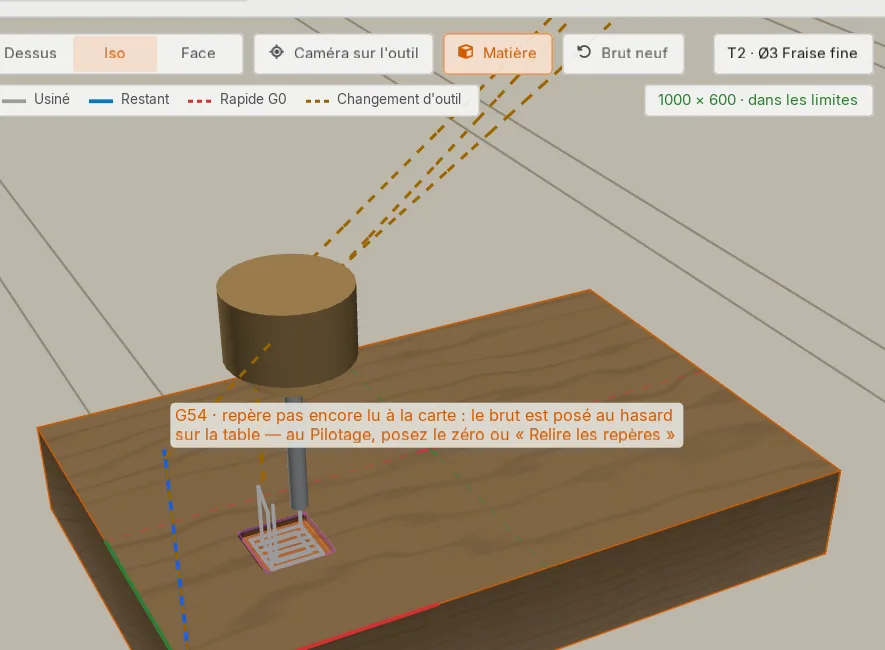 Dessus Iso Face Caméra sur l'outil Matière Brut neuf T2 · Ø3 Fraise fine
Usiné Restant Rapide G0 Changement d'outil 1000 × 600 · dans les limites
G54 · repère pas encore lu à la carte : le brut est posé au hasard
sur la table — au Pilotage, posez le zéro ou « Relire les repères »